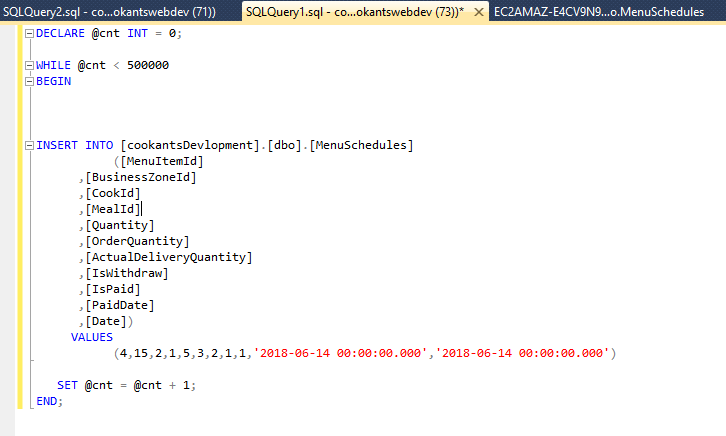 SQLQuery2.sql - co...okantswebdev (71))
SQLQuery1.sql - co...okantswebdev (73))*
EC2AMAZ-E4CV9N9...o.MenuSchedules
DECLARE @cnt INT = 0;
WHILE @cnt < 500000
BEGIN
INSERT INTO [cookantsDevlopment].[dbo].[MenuSchedules]
([MenuItemId]
,[BusinessZoneId]
,[CookId]
,[MealId]
,[Quantity]
,[OrderQuantity]
,[ActualDeliveryQuantity]
,[IsWithdraw]
,[IsPaid]
,[PaidDate]
,[Date])
VALUES
(4,15,2,1,5,3,2,1,1,'2018-06-14 00:00:00.000','2018-06-14 00:00:00.000')
SET @cnt = @cnt + 1;
END;